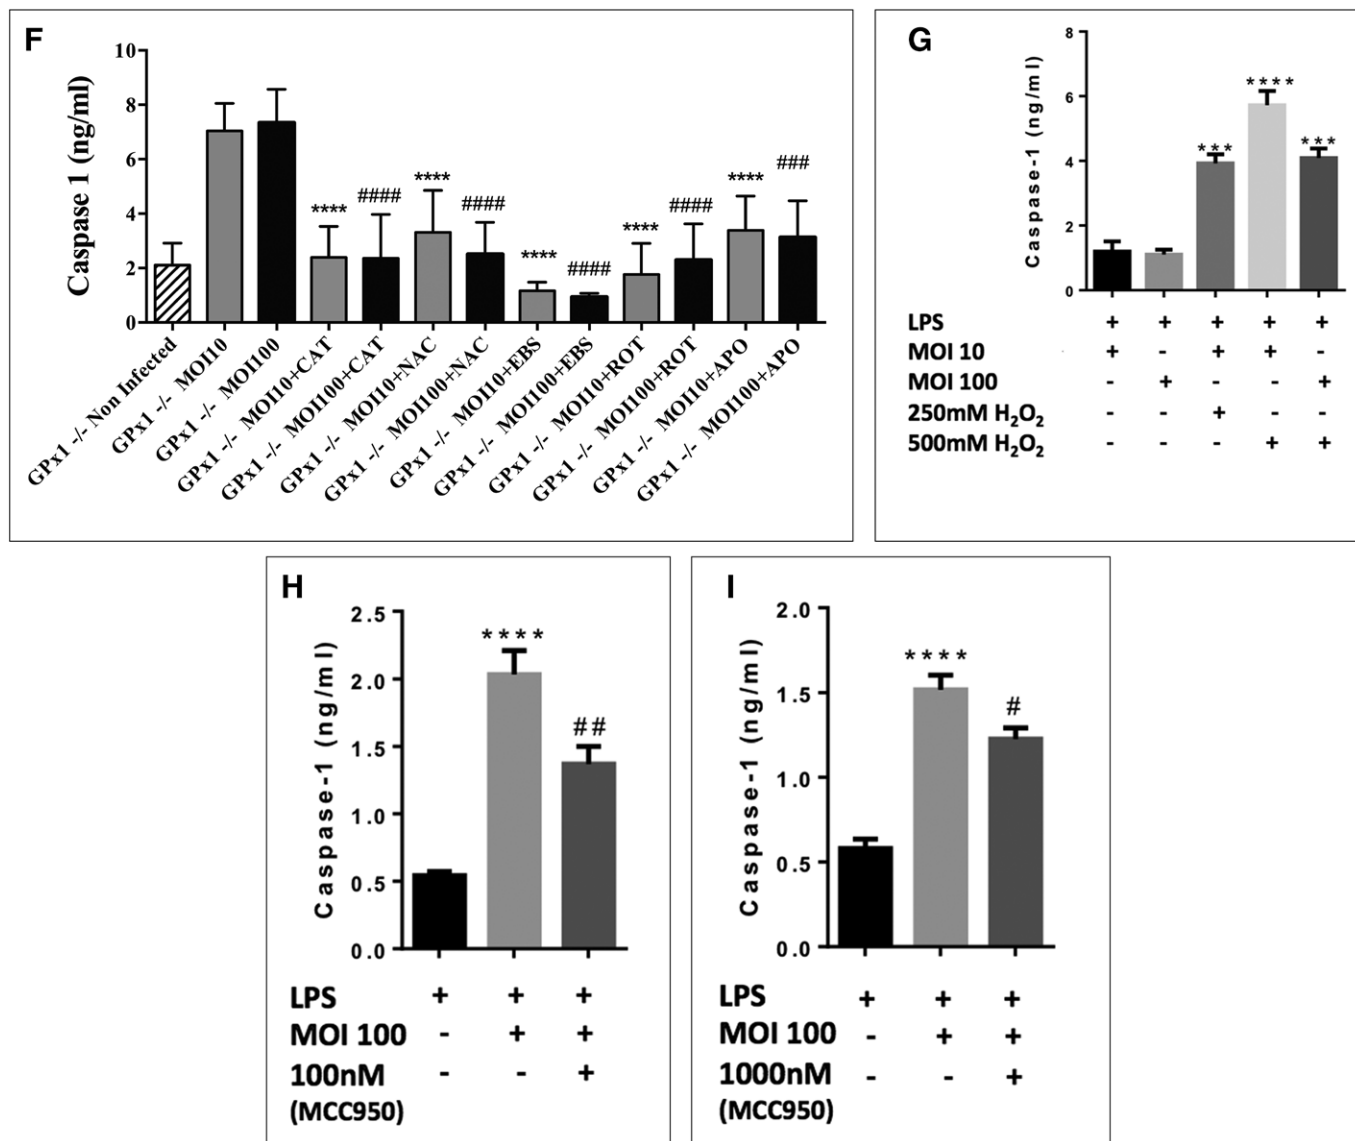 F
Caspase 1 (ng/ml)
10
8
6
4
2
0
****
####
****
####
****
####
****
####
****
###
GPx1 -/- Non Infected
GPx1 -/- MOI10
GPx1 -/- MOI100
GPx1 -/- MOI10+CAT
GPx1 -/- MOI100+CAT
GPx1 -/- MOI10+NAC
GPx1 -/- MOI100+NAC
GPx1 -/- MOI10+EBS
GPx1 -/- MOI100+EBS
GPx1 -/- MOI10+ROT
GPx1 -/- MOI100+ROT
GPx1 -/- MOI10+APO
GPx1 -/- MOI100+APO
G
Caspase-1 (ng/ml)
8
6
4
2
0
***
****
***
LPS + + + + +
MOI 10 + - + + -
MOI 100 - + - - +
250mM H₂O₂ - - + - -
500mM H₂O₂ - - - + +
H
Caspase-1 (ng/ml)
2.5
2.0
1.5
1.0
0.5
0.0
****
##
LPS + + +
MOI 100 - + +
100nM - - +
(MCC950)
I
Caspase-1 (ng/ml)
2.0
1.5
1.0
0.5
0.0
****
#
LPS + + +
MOI 100 - + +
1000nM - - +
(MCC950)